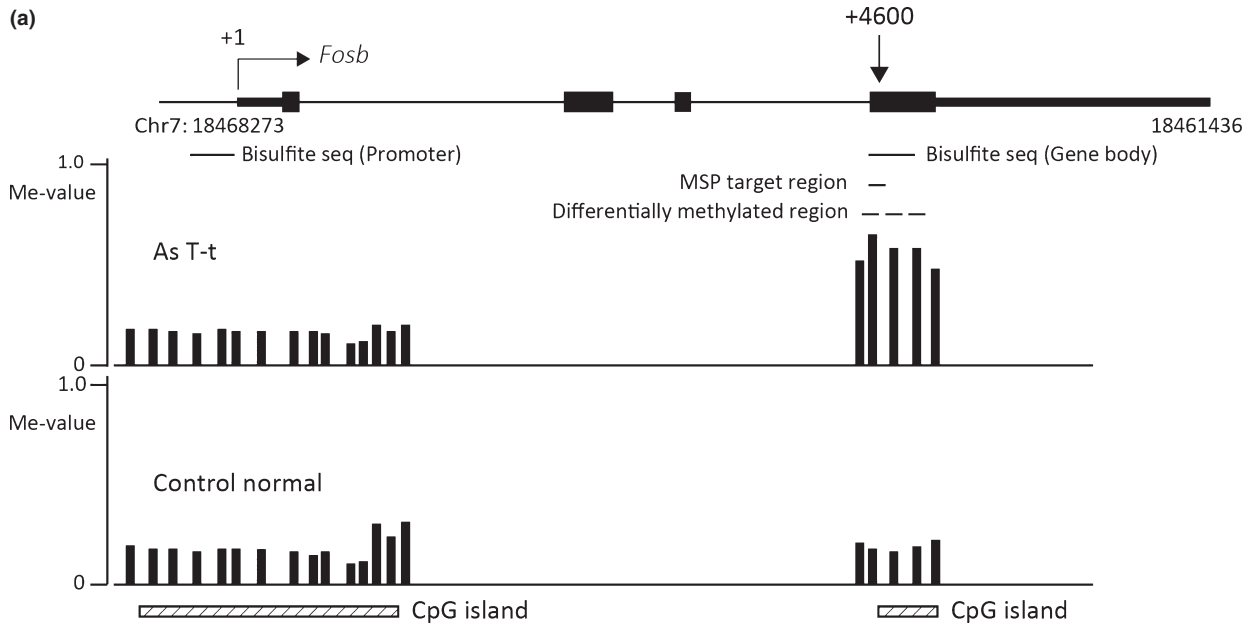 (a)
+4600
+1
Fosb
Chr7: 18468273
18461436
Bisulfite seq (Promoter)
Bisulfite seq (Gene body)
1.0
Me-value
MSP target region
Differentially methylated region
As T-t
0
1.0
Me-value
Control normal
0
CpG island
CpG island